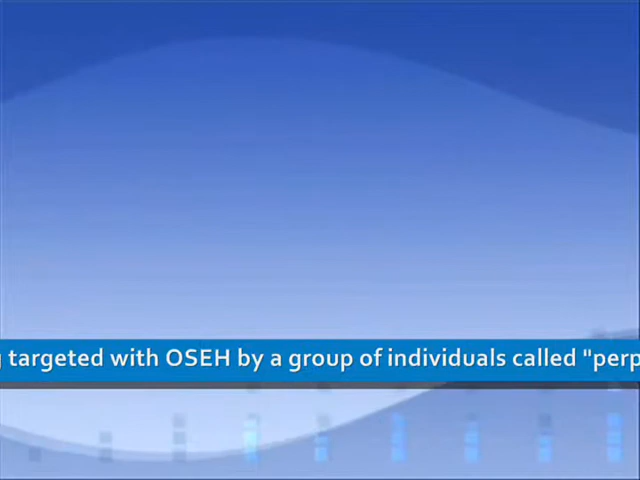 targeted with OSEH by a group of individuals called "perp